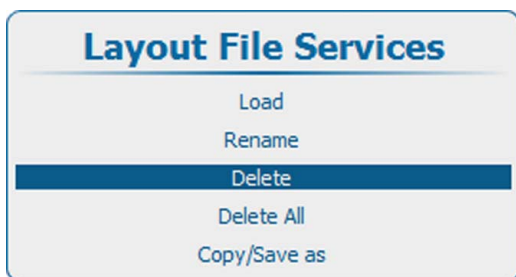 Layout File Services
Load
Rename
Delete
Delete All
Copy/Save as